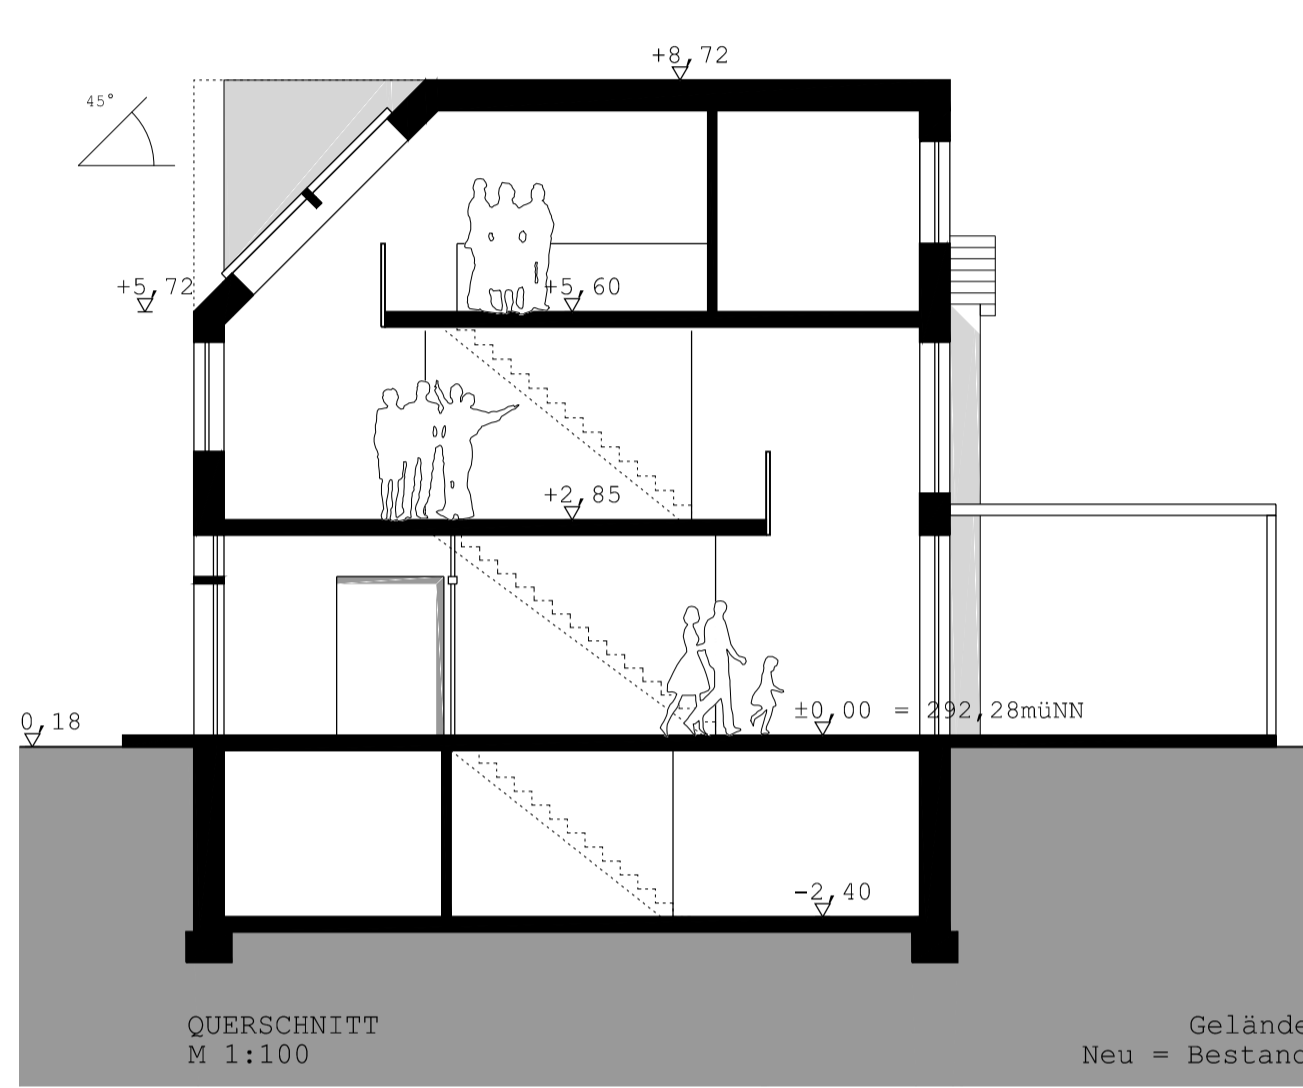 +8,72
45°
+5,72
+5,60
+2,85
±0,00 = 292,28müNN
0,18
-2,40
QUERSCHNITT
M 1:100
Gelände
Neu = Bestand